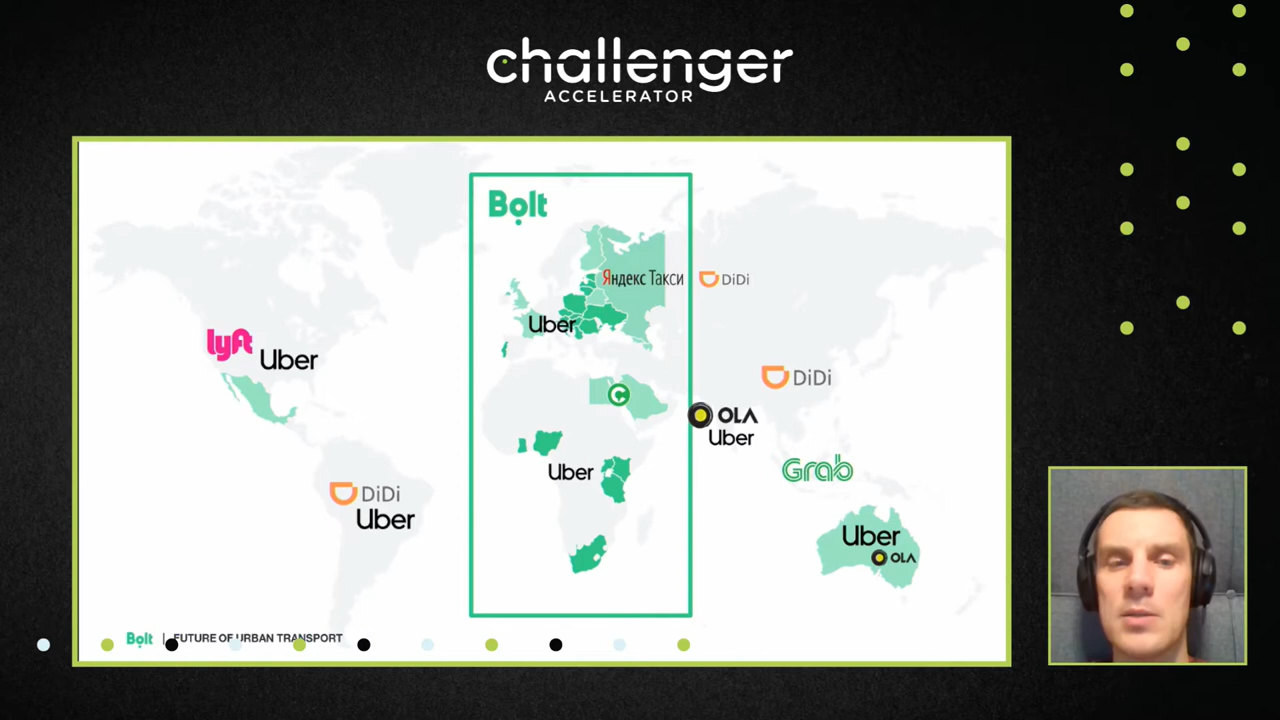 challenger
ACCELERATOR
Bolt
Яндекс Такси
DiDi
Uber
lyft
Uber
DiDi
C
OLA
Uber
Grab
Uber
DiDi
Uber
Uber
OLA
Bolt | FUTURE OF URBAN TRANSPORT